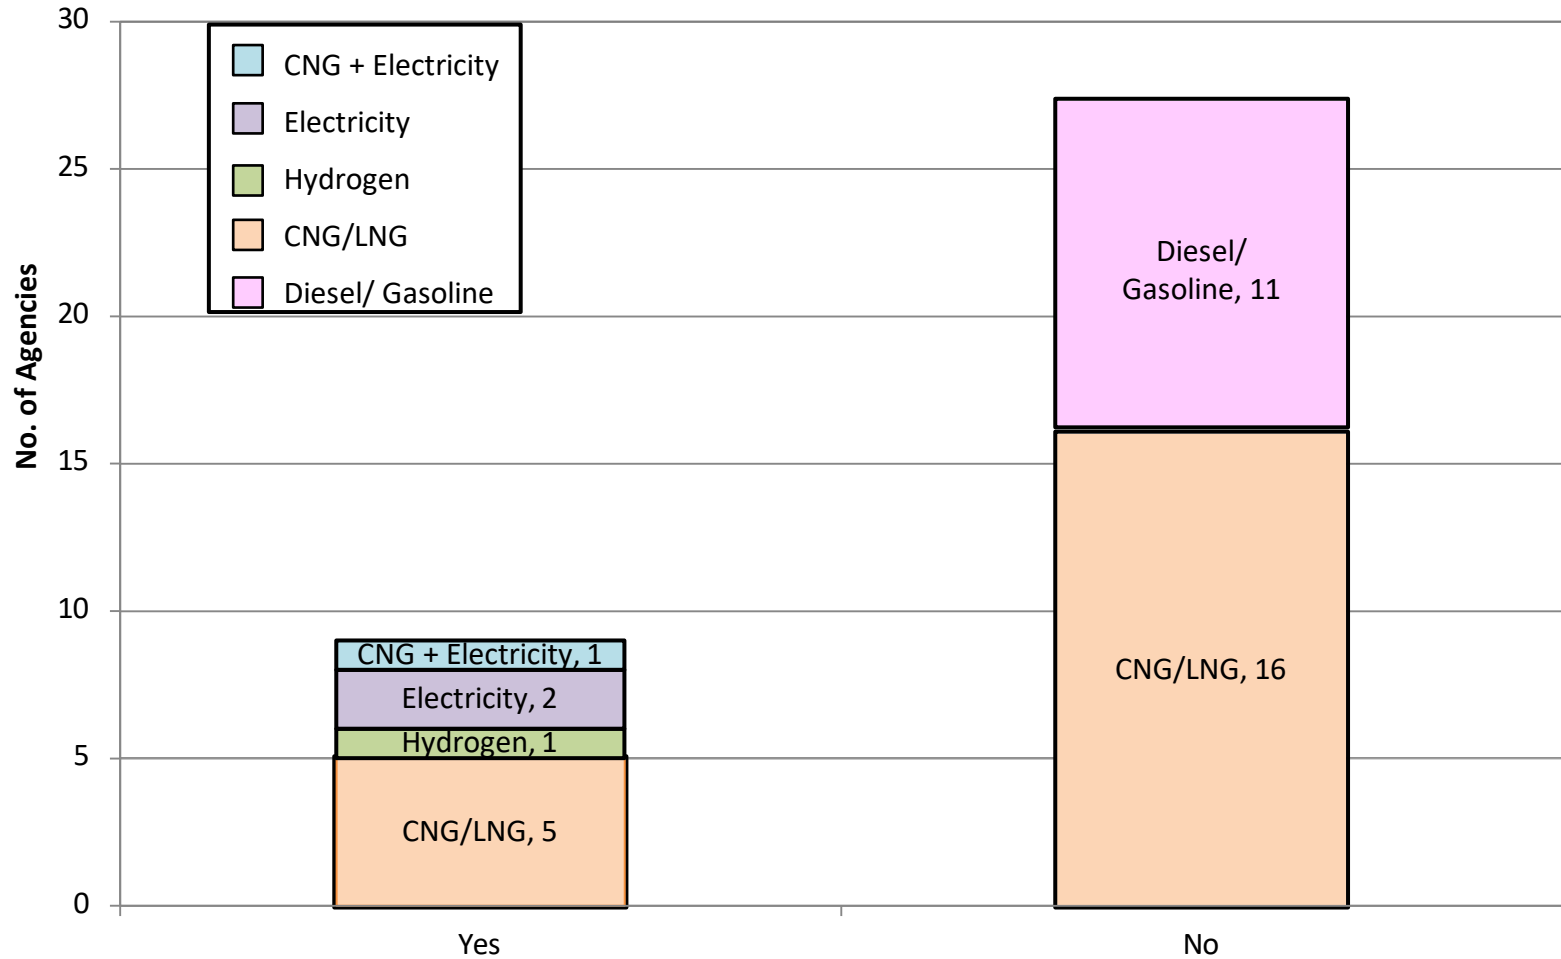 30
25
20
15
10
5
0
No. of Agencies
CNG + Electricity
Electricity
Hydrogen
CNG/LNG
Diesel/ Gasoline
CNG + Electricity, 1
Electricity, 2
Hydrogen, 1
CNG/LNG, 5
Diesel/
Gasoline, 11
CNG/LNG, 16
Yes
No